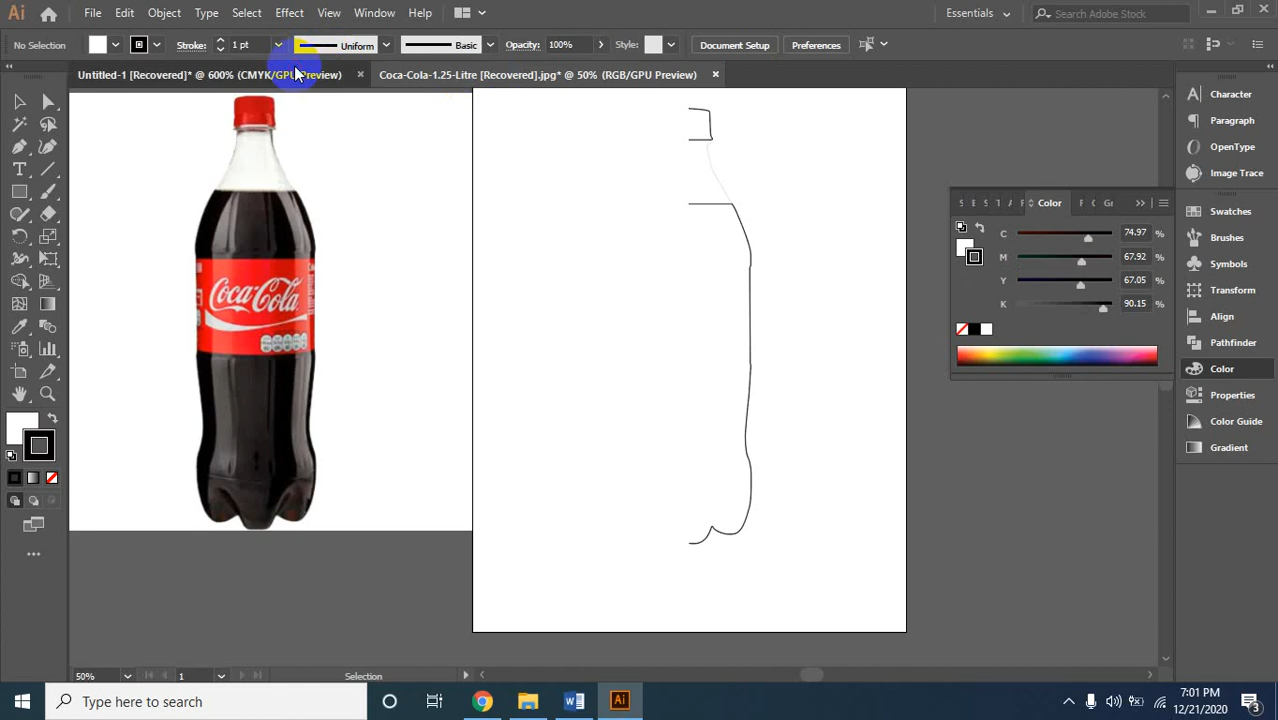 Ai File Edit Object Type Select Effect View Window Help Essentials Search Adobe Stock
No Selection Stroke: 1 pt Uniform Basic Opacity: 100% Style: Document Setup Preferences
Untitled-1 [Recovered]* @ 600% (CMYK/GPU Preview) × Coca-Cola-1.25-Litre [Recovered].jpg* @ 50% (RGB/GPU Preview) ×
Character
Paragraph
OpenType
Image Trace
Swatches
Brushes
Symbols
Transform
Align
Pathfinder
Color
Properties
Color Guide
Gradient
S E S T A F Color F C Gr
C 74.97 %
M 67.92 %
Y 67.05 %
K 90.15 %
Coca-Cola
50% 1 Selection
Type here to search
Ai
7:01 PM
12/21/2020
3